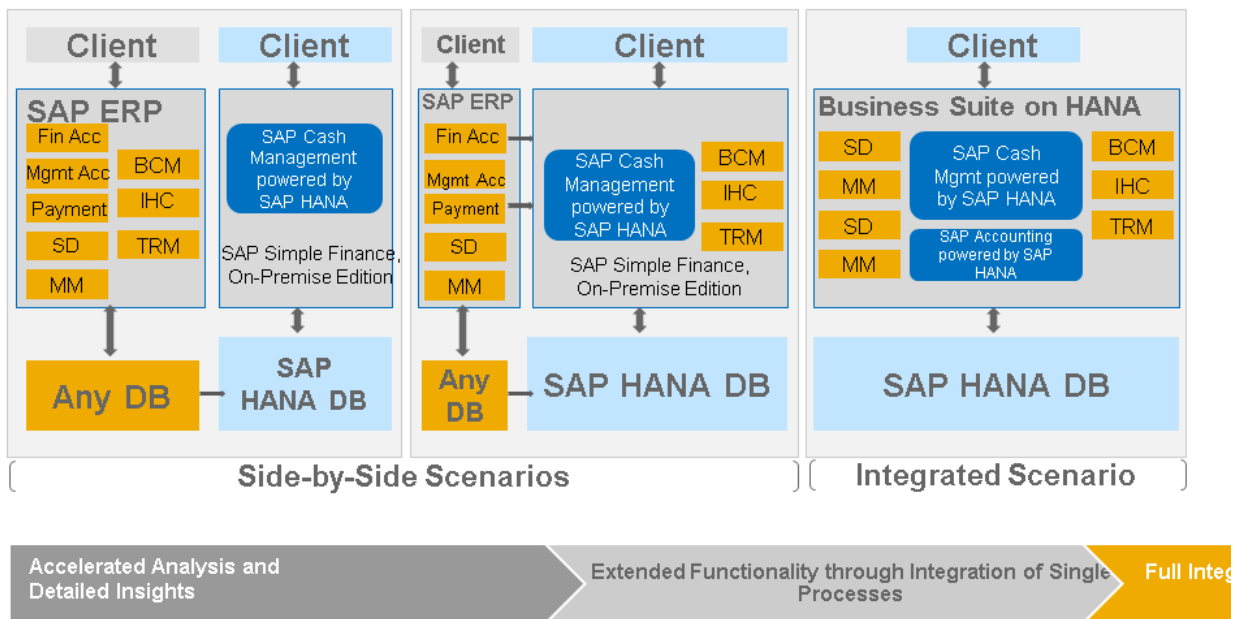 Client
SAP ERP
Fin Acc
Mgmt Acc
Payment
SD
MM
BCM
IHC
TRM
Any DB
Client
SAP Cash
Management
powered by
SAP HANA
SAP Simple Finance,
On-Premise Edition
SAP
HANA DB
Client
SAP ERP
Fin Acc
Mgmt Acc
Payment
SD
MM
Any
DB
Client
SAP Cash
Management
powered by
SAP HANA
BCM
IHC
TRM
SAP Simple Finance,
On-Premise Edition
SAP HANA DB
Client
Business Suite on HANA
SD
MM
SD
MM
SAP Cash
Mgmt powered
by SAP HANA
SAP Accounting
powered by SAP
HANA
BCM
IHC
TRM
SAP HANA DB
Side-by-Side Scenarios
Integrated Scenario
Accelerated Analysis and
Detailed Insights
Extended Functionality through Integration of Single
Processes
Full Integ